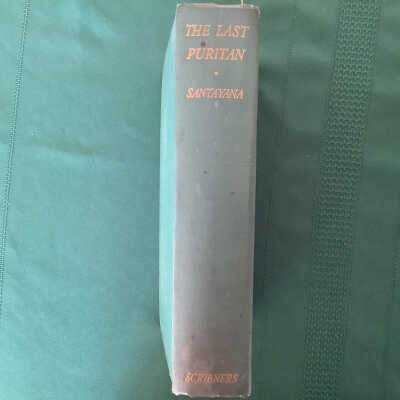 THE LAST
PURITAN
SANTAYANA
SCRIBNERS